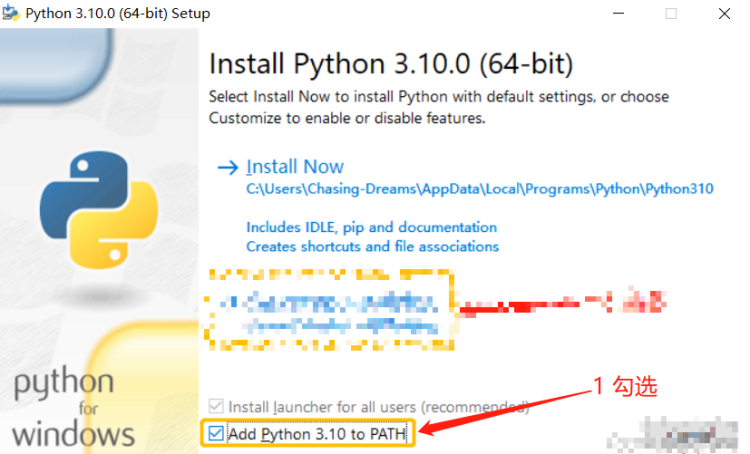 Python 3.10.0 (64-bit) Setup
Install Python 3.10.0 (64-bit)
Select Install Now to install Python with default settings, or choose
Customize to enable or disable features.
Install Now
C:\Users\Chasing-Dreams\AppData\Local\Programs\Python\Python310
Includes IDLE, pip and documentation
Creates shortcuts and file associations
1 勾选
Install launcher for all users (recommended)
Add Python 3.10 to PATH
python
for
windows